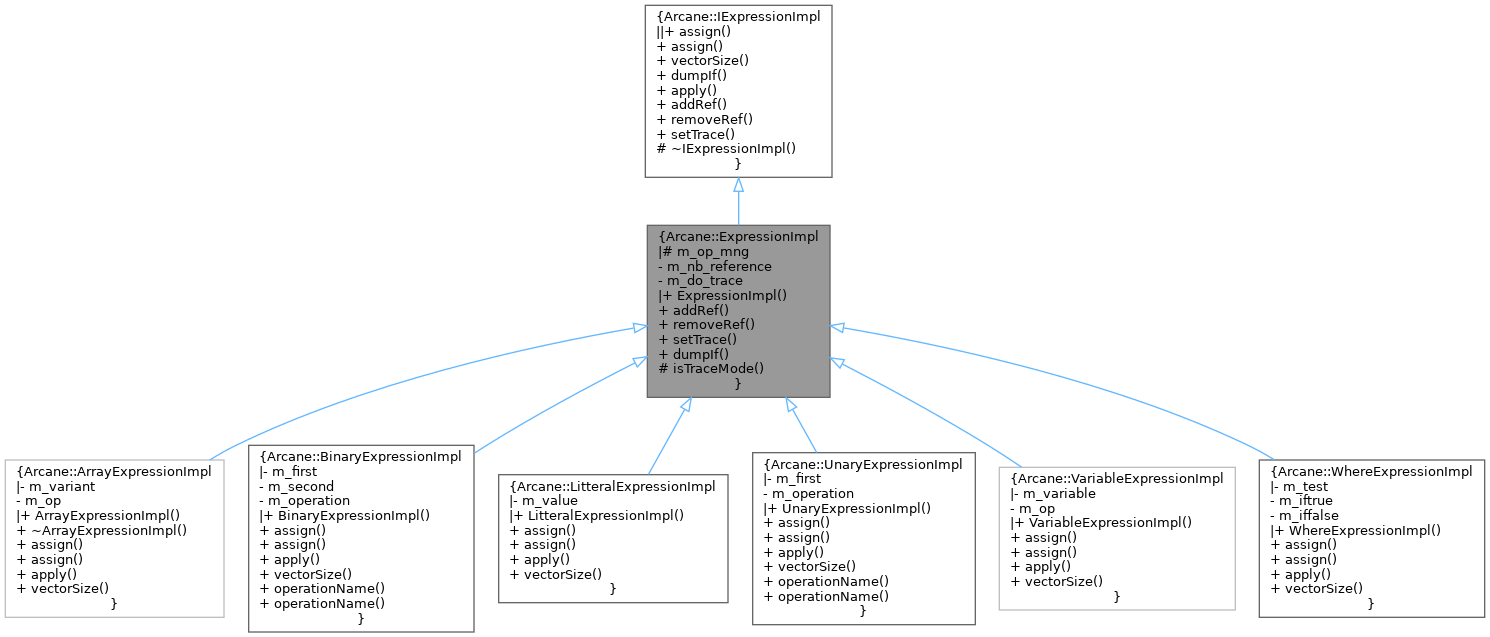 {Arcane::IExpressionImpl
||+ assign()
+ assign()
+ vectorSize()
+ dumpIf()
+ apply()
+ addRef()
+ removeRef()
+ setTrace()
# ~IExpressionImpl()
}
{Arcane::ExpressionImpl
|# m_op_mng
- m_nb_reference
- m_do_trace
|+ ExpressionImpl()
+ addRef()
+ removeRef()
+ setTrace()
+ dumpIf()
# isTraceMode()
}
{Arcane::ArrayExpressionImpl
|- m_variant
- m_op
|+ ArrayExpressionImpl()
+ ~ArrayExpressionImpl()
+ assign()
+ assign()
+ apply()
+ vectorSize()
}
{Arcane::BinaryExpressionImpl
|- m_first
- m_second
- m_operation
|+ BinaryExpressionImpl()
+ assign()
+ assign()
+ apply()
+ vectorSize()
+ operationName()
+ operationName()
}
{Arcane::LitteralExpressionImpl
|- m_value
|+ LitteralExpressionImpl()
+ assign()
+ assign()
+ apply()
+ vectorSize()
}
{Arcane::UnaryExpressionImpl
|- m_first
- m_operation
|+ UnaryExpressionImpl()
+ assign()
+ assign()
+ apply()
+ vectorSize()
+ operationName()
+ operationName()
}
{Arcane::VariableExpressionImpl
|- m_variable
- m_op
|+ VariableExpressionImpl()
+ assign()
+ assign()
+ apply()
+ vectorSize()
}
{Arcane::WhereExpressionImpl
|- m_test
- m_iftrue
- m_iffalse
|+ WhereExpressionImpl()
+ assign()
+ assign()
+ apply()
+ vectorSize()
}